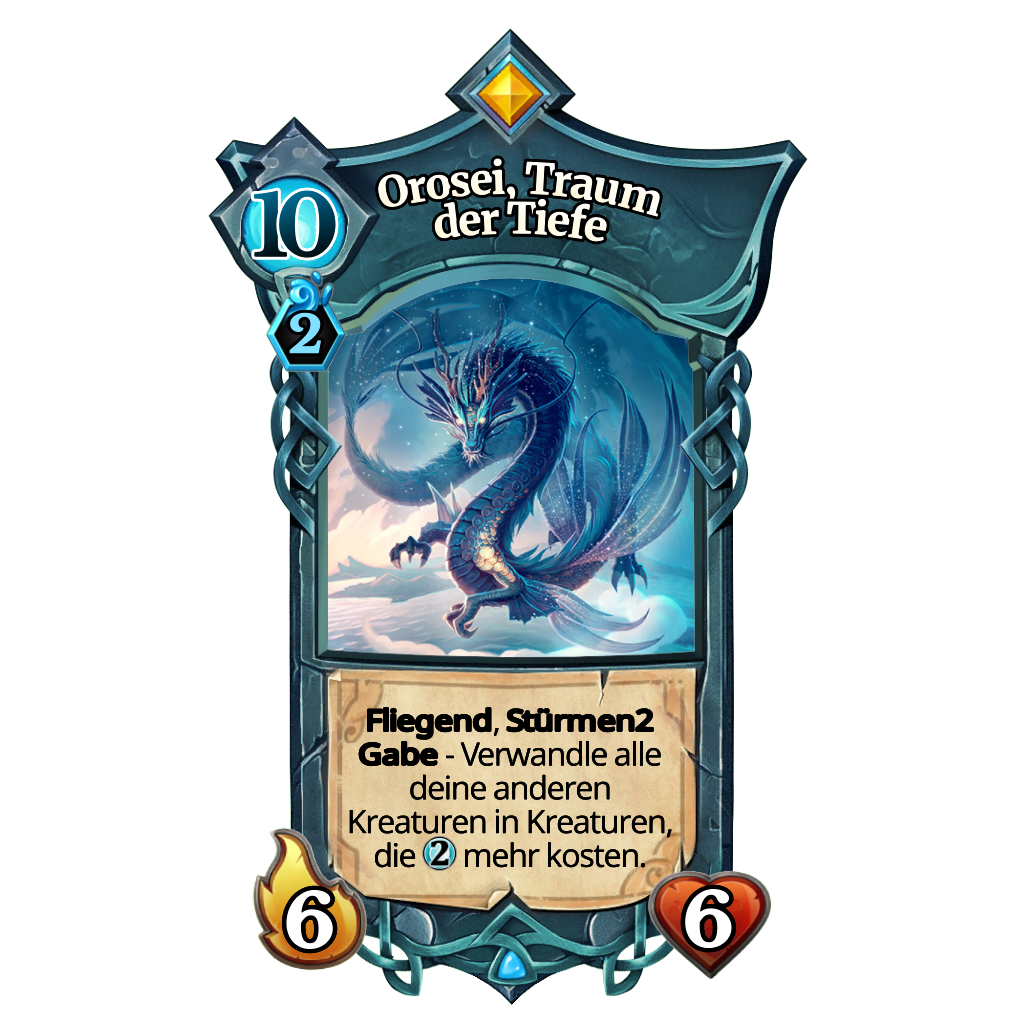 Orosei, Traum
der Tiefe
10
2
Fliegend, Stürmen2
Gabe - Verwandle alle
deine anderen
Kreaturen in Kreaturen,
die 2 mehr kosten.
6
6